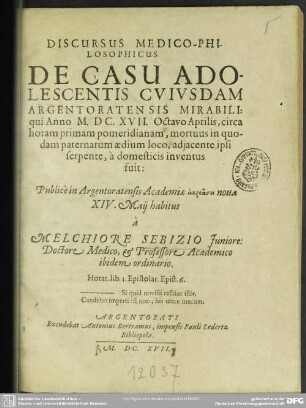 DISCURSUS MEDICO-PHI-
LOSOPHICUS
DE CASU ADO-
LESCENTIS CVIVSDAM
ARGENTORATENSIS MIRABILI:
qui Anno M. DC. XVII. Octavo Aprilis, circa
horam primam pomeridianam, mortuus in quo-
dam paternarum ædium loco, adjacente ipsi
serpente, à domesticis inventus
fuit:
Publicè in Argentoratensis Academiæ nova
XIV. Maij habitus
à
MELCHIORE SEBIZIO Juniore:
Doctore Medico, & Professore Academico
ibidem ordinario.
Horat. lib. 1. Epistolar. Epist. 6.
Si quid novisti rectius istis,
Candidus imperti: si non, his utere mecum.
ARGENTORATI
Excudebat Antonius Bertramus, impensis Pauli Lederti
Bibliopolæ.
M. DC. XVII.
12037